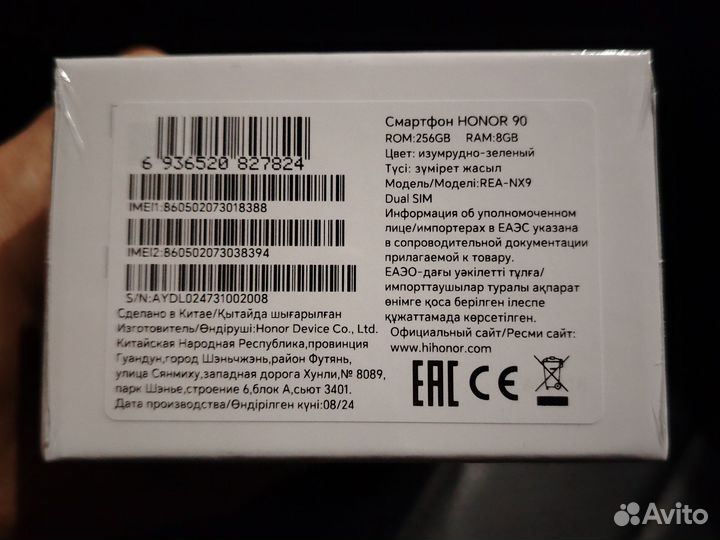 6 936520 827824
IMEI1:860502073018388
IMEI2:860502073038394
S/N:AYDL024731002008
Сделано в Китае/Қытайда шығарылған
Изготовитель/Өндіруші:Honor Device Co., Ltd.
Китайская Народная Республика,провинция
Гуандун,город Шэньчжэнь,район Футянь,
улица Сянмиху,западная дорога Хунли,№ 8089,
парк Шэнье,строение 6,блок А,сьют 3401.
Дата производства/Өндірілген күні:08/24
Смартфон HONOR 90
ROM:256GB RAM:8GB
Цвет: изумрудно-зеленый
Түсі: зүмірет жасыл
Модель/Моделі:REA-NX9
Dual SIM
Информация об уполномоченном
лице/импортерах в ЕАЭС указана
в сопроводительной документации
прилагаемой к товару.
ЕАЭО-дағы уәкілетті тұлға/
импорттаушылар туралы ақпарат
өнімге қоса берілген ілеспе
құжаттамада көрсетілген.
Официальный сайт/Ресми сайт:
www.hihonor.com
EAC CE
Avito